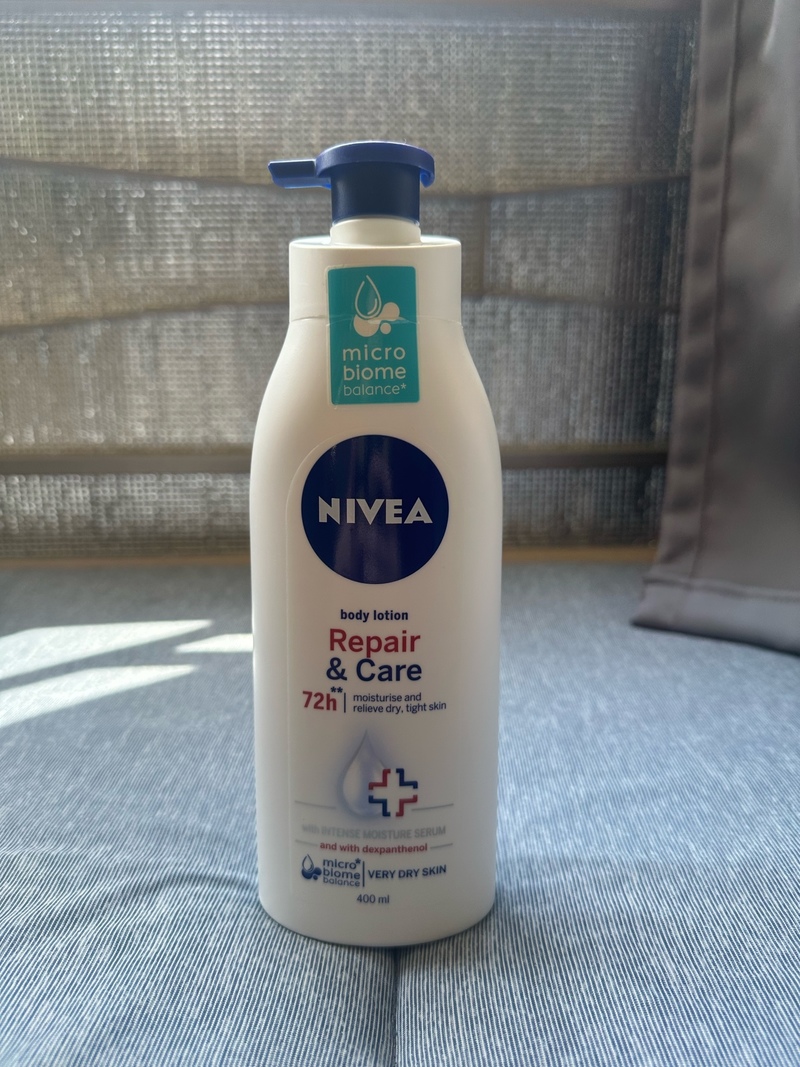 micro
biome
balance*
NIVEA
body lotion
Repair
& Care
72h**
moisturise and
relieve dry, tight skin
with INTENSE MOISTURE SERUM
and with dexpanthenol
micro*
biome
balance
VERY DRY SKIN
400 ml